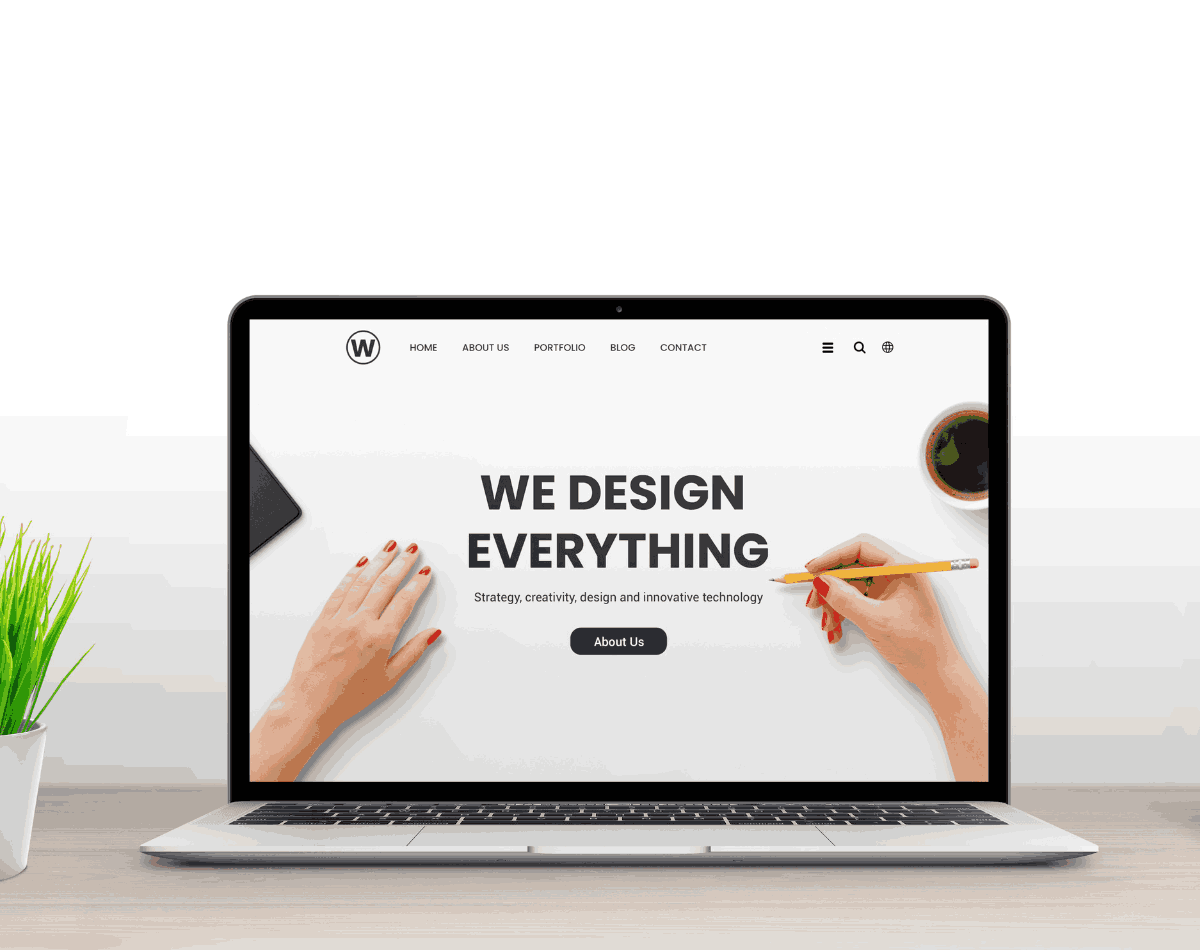 W
HOME ABOUT US PORTFOLIO BLOG CONTACT
WE DESIGN
EVERYTHING
Strategy, creativity, design and innovative technology
About Us